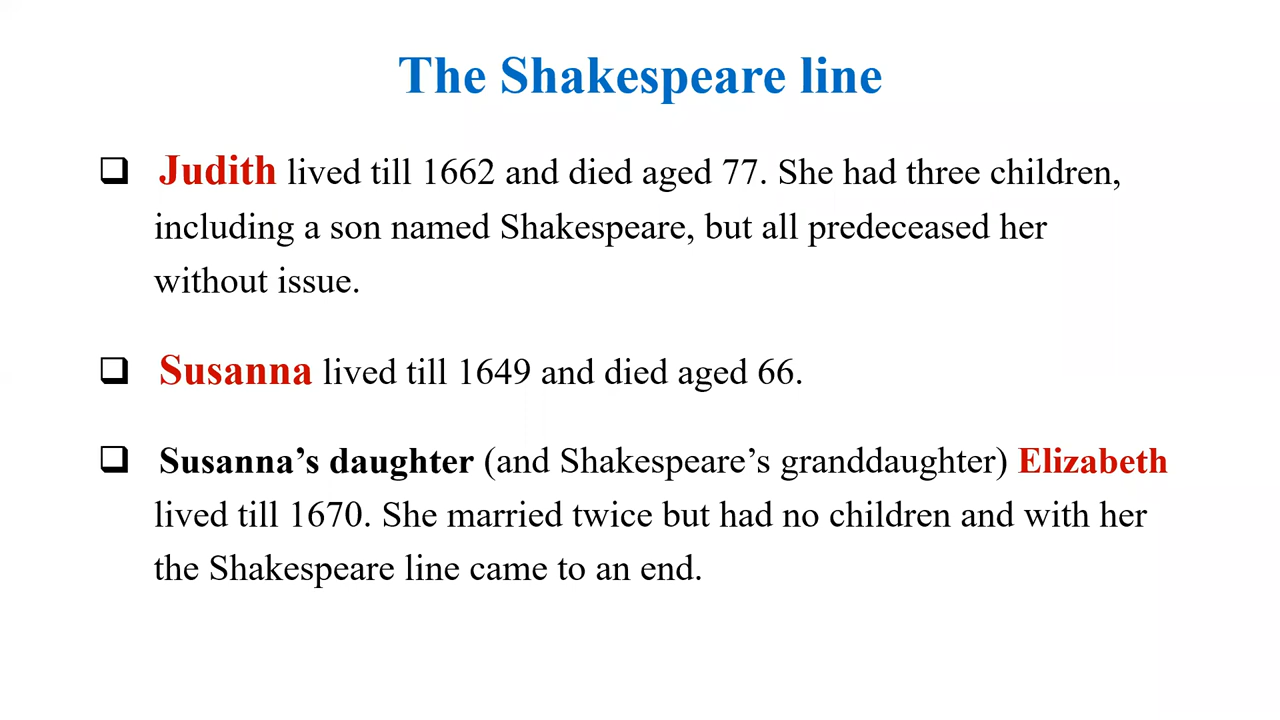 The Shakespeare line
❑ Judith lived till 1662 and died aged 77. She had three children,
including a son named Shakespeare, but all predeceased her
without issue.
❑ Susanna lived till 1649 and died aged 66.
❑ Susanna’s daughter (and Shakespeare’s granddaughter) Elizabeth
lived till 1670. She married twice but had no children and with her
the Shakespeare line came to an end.